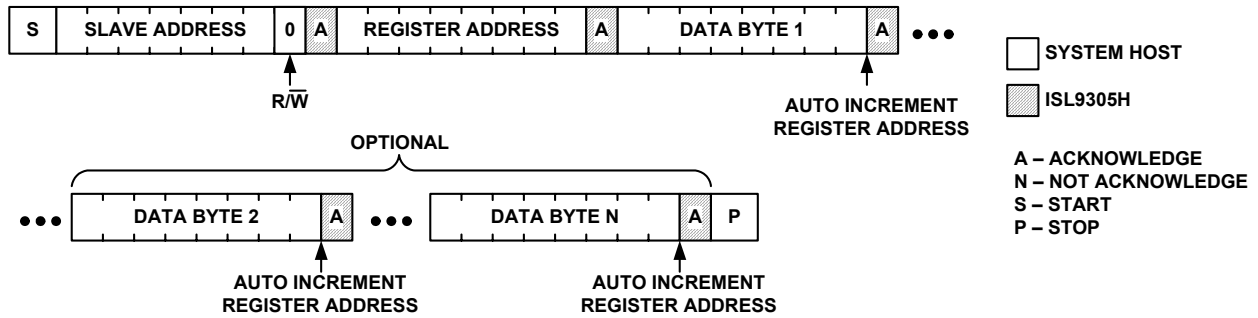 S SLAVE ADDRESS 0 A REGISTER ADDRESS A DATA BYTE 1 A •••
R/W̅
AUTO INCREMENT
REGISTER ADDRESS
SYSTEM HOST
ISL9305H
A – ACKNOWLEDGE
N – NOT ACKNOWLEDGE
S – START
P – STOP
OPTIONAL
••• DATA BYTE 2 A ••• DATA BYTE N A P
AUTO INCREMENT
REGISTER ADDRESS
AUTO INCREMENT
REGISTER ADDRESS